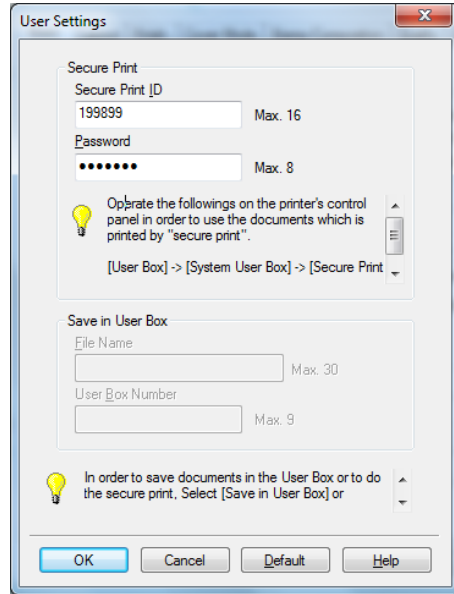 User Settings
Secure Print
Secure Print ID
199899 Max. 16
Password
••••••• Max. 8
Operate the followings on the printer's control
panel in order to use the documents which is
printed by "secure print".
[User Box] -> [System User Box] -> [Secure Print
Save in User Box
File Name
Max. 30
User Box Number
Max. 9
In order to save documents in the User Box or to do
the secure print, Select [Save in User Box] or
OK Cancel Default Help